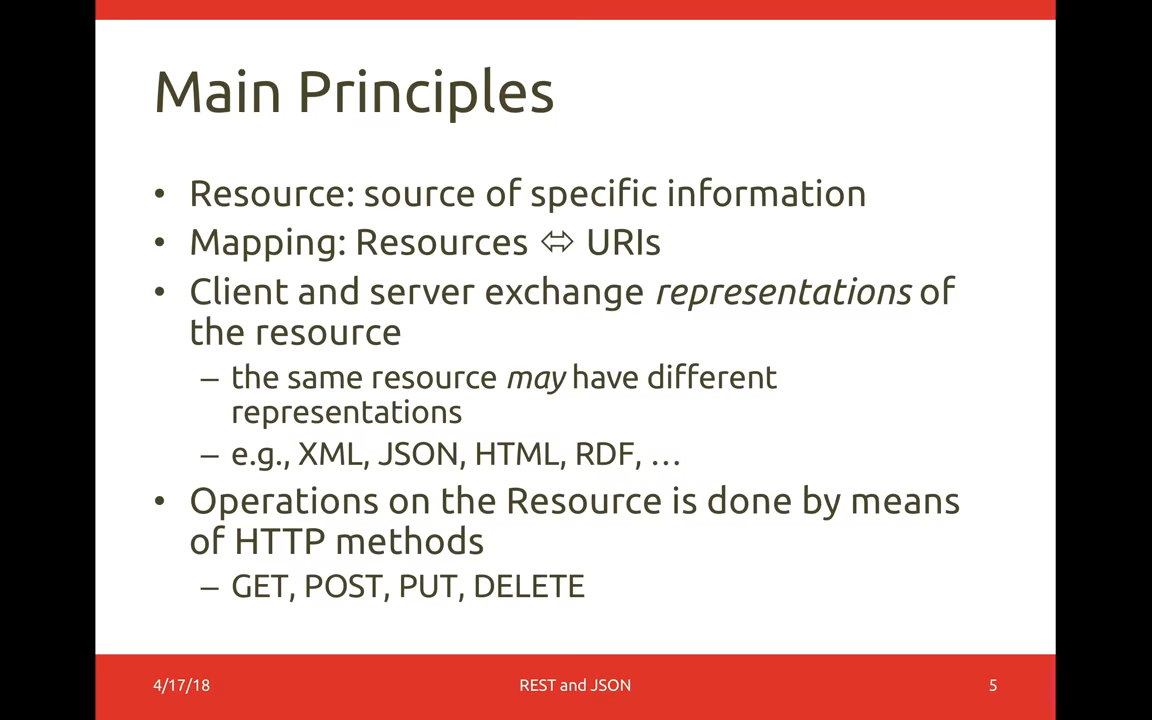 Main Principles
• Resource: source of specific information
• Mapping: Resources ⬄ URIs
• Client and server exchange representations of
the resource
– the same resource may have different
representations
– e.g., XML, JSON, HTML, RDF, …
• Operations on the Resource is done by means
of HTTP methods
– GET, POST, PUT, DELETE
4/17/18
REST and JSON
5